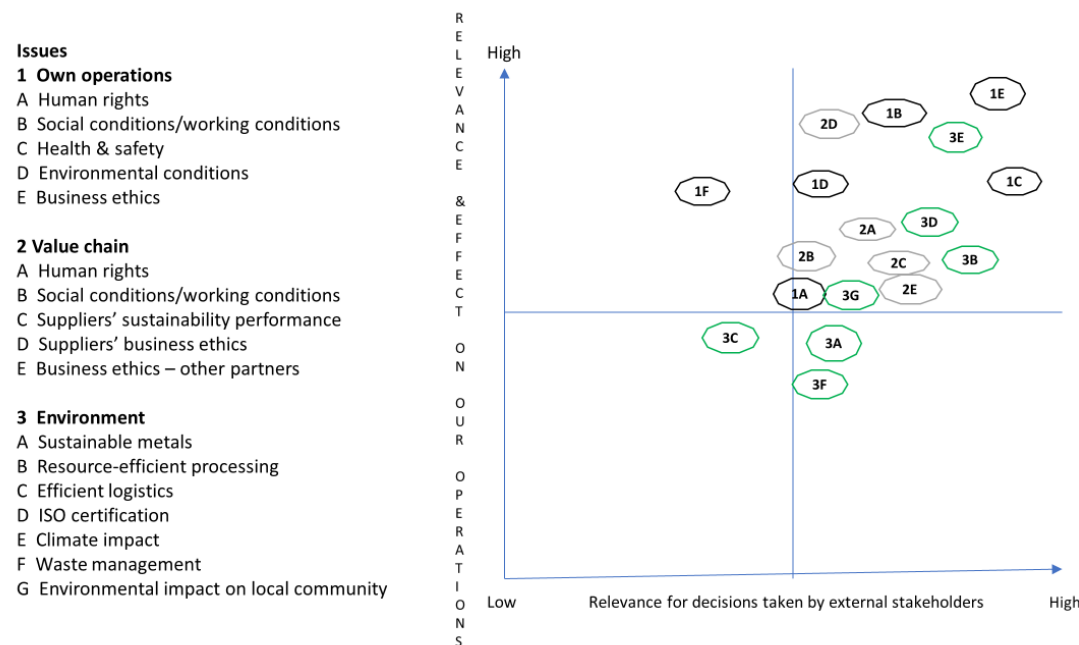 Issues
1 Own operations
A Human rights
B Social conditions/working conditions
C Health & safety
D Environmental conditions
E Business ethics
2 Value chain
A Human rights
B Social conditions/working conditions
C Suppliers’ sustainability performance
D Suppliers’ business ethics
E Business ethics – other partners
3 Environment
A Sustainable metals
B Resource-efficient processing
C Efficient logistics
D ISO certification
E Climate impact
F Waste management
G Environmental impact on local community
RELEVANCE &EFFECT ON OUR OPERATIONS
High
1E
1B
2D
3E
1C
1D
1F
3D
2A
2B
3B
2C
2E
1A
3G
3C
3A
3F
Low
Relevance for decisions taken by external stakeholders
High